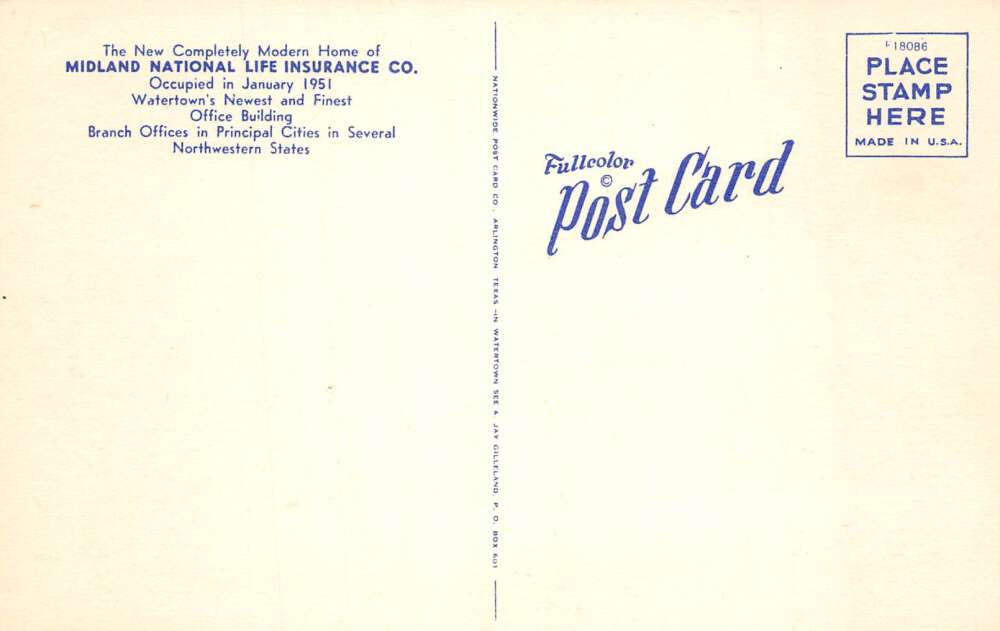 The New Completely Modern Home of
MIDLAND NATIONAL LIFE INSURANCE CO.
Occupied in January 1951
Watertown's Newest and Finest
Office Building
Branch Offices in Principal Cities in Several
Northwestern States
NATIONWIDE POST CARD CO., ARLINGTON TEXAS—IN WATERTOWN SEE A JAY GILLELAND, P. O. BOX 601
Fullcolor
©
Post Card
F18086
PLACE
STAMP
HERE
MADE IN U.S.A.